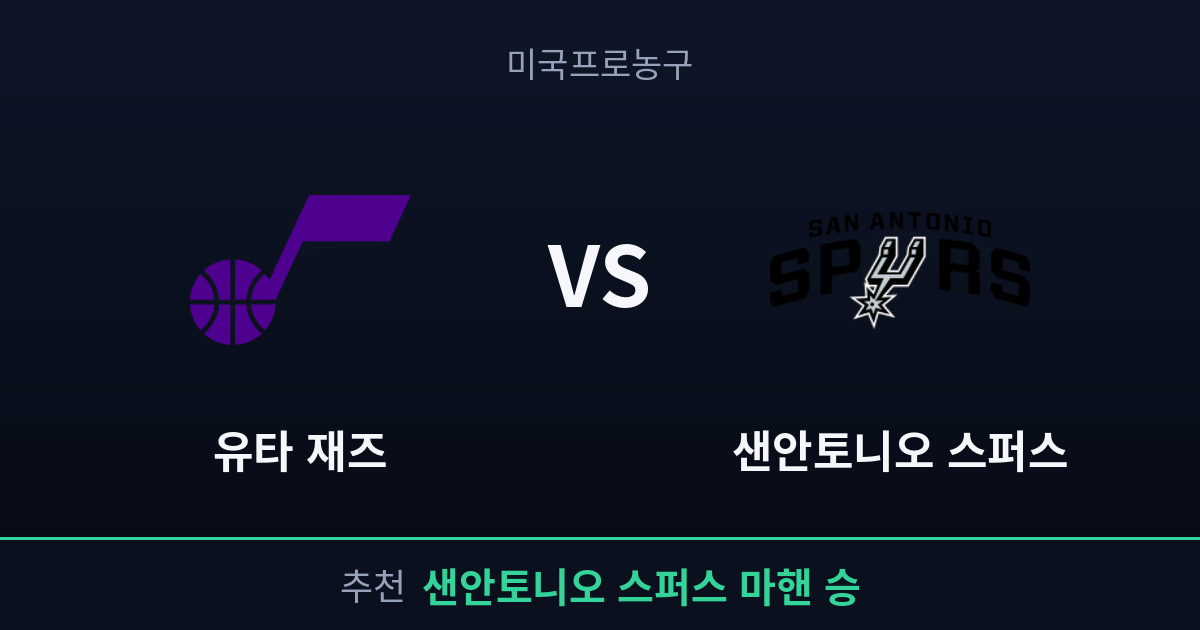 미국프로농구
VS
SAN ANTONIO
SPURS
유타 재즈
샌안토니오 스퍼스
추천 샌안토니오 스퍼스 마핸 승